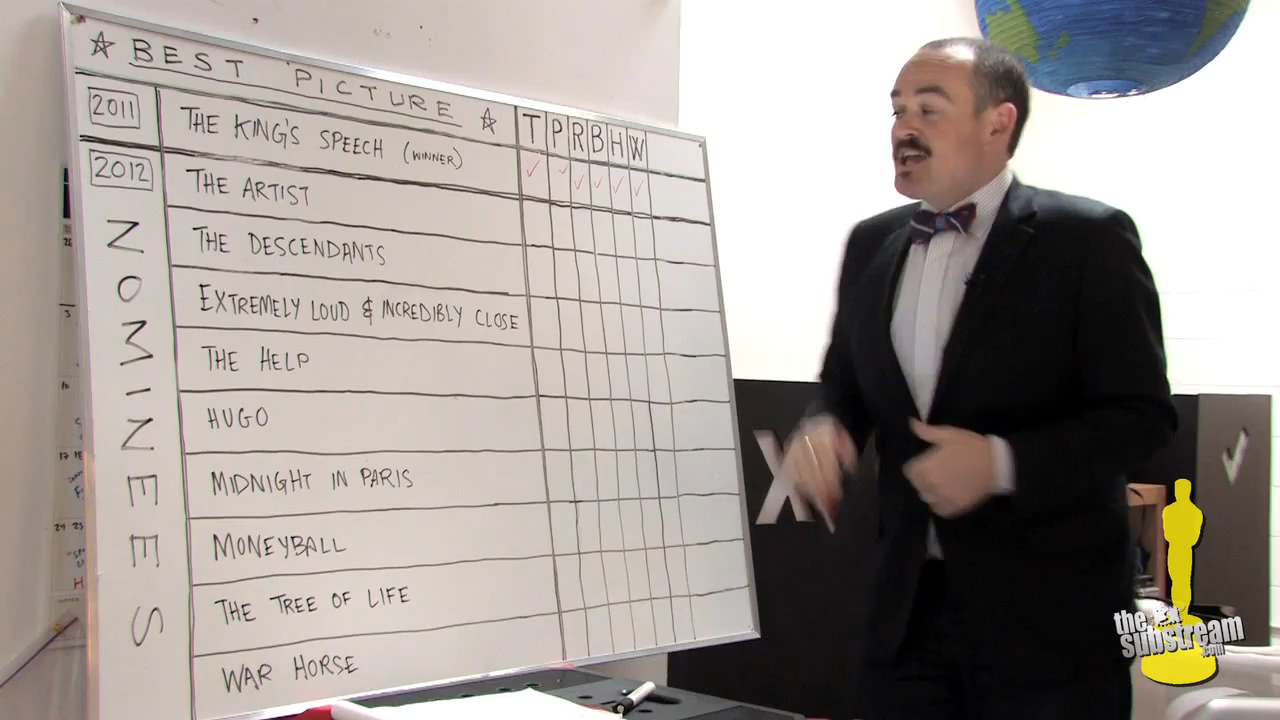 ☆ BEST PICTURE ☆
2011 THE KING'S SPEECH (WINNER) T P R B H W
2012 THE ARTIST
THE DESCENDANTS
EXTREMELY LOUD & INCREDIBLY CLOSE
THE HELP
HUGO
MIDNIGHT IN PARIS
MONEYBALL
THE TREE OF LIFE
WAR HORSE
NOMINEES
X
the
substream
.com